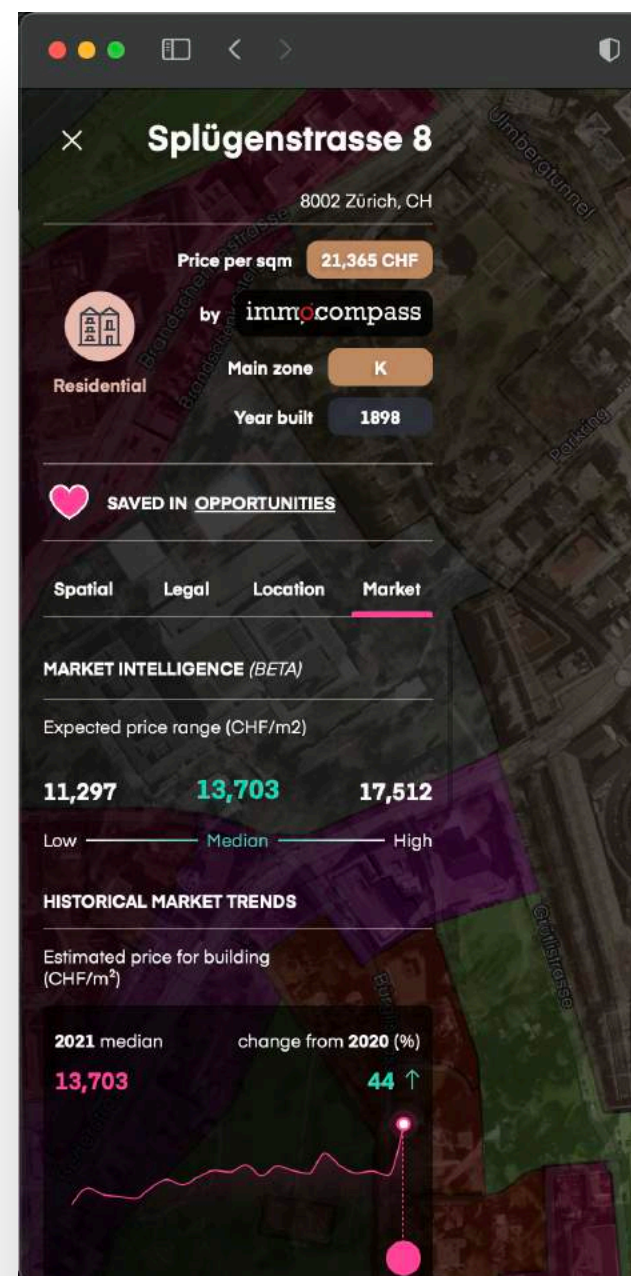 Splügenstrasse 8
8002 Zürich, CH
Price per sqm 21,365 CHF
by immocompass
Residential
Main zone K
Year built 1898
SAVED IN OPPORTUNITIES
Spatial Legal Location Market
MARKET INTELLIGENCE (BETA)
Expected price range (CHF/m2)
11,297 13,703 17,512
Low Median High
HISTORICAL MARKET TRENDS
Estimated price for building
(CHF/m²)
2021 median change from 2020 (%)
13,703 44 ↑
Ulmbergtunnel
Parkring
Grütlistrasse